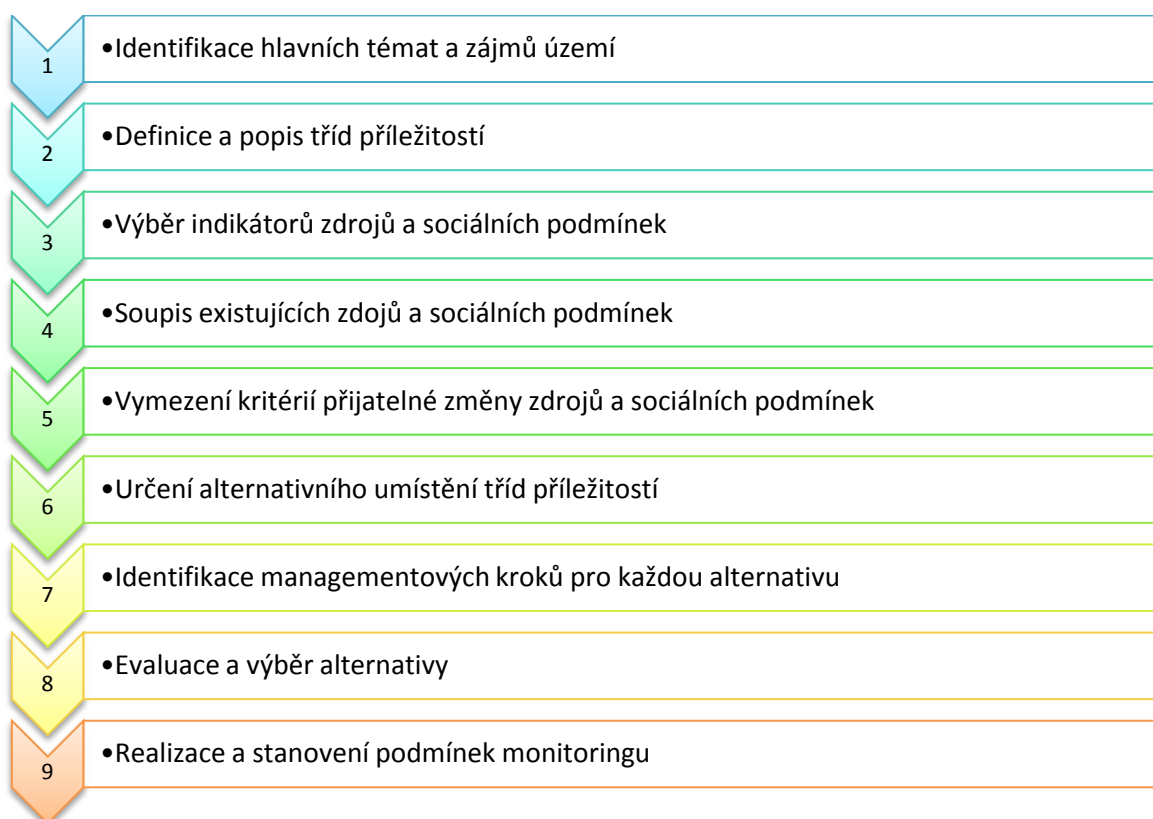 1
•Identifikace hlavních témat a zájmů území
2
•Definice a popis tříd příležitostí
3
•Výběr indikátorů zdrojů a sociálních podmínek
4
•Soupis existujících zdojů a sociálních podmínek
5
•Vymezení kritérií přijatelné změny zdrojů a sociálních podmínek
6
•Určení alternativního umístění tříd příležitostí
7
•Identifikace managementových kroků pro každou alternativu
8
•Evaluace a výběr alternativy
9
•Realizace a stanovení podmínek monitoringu